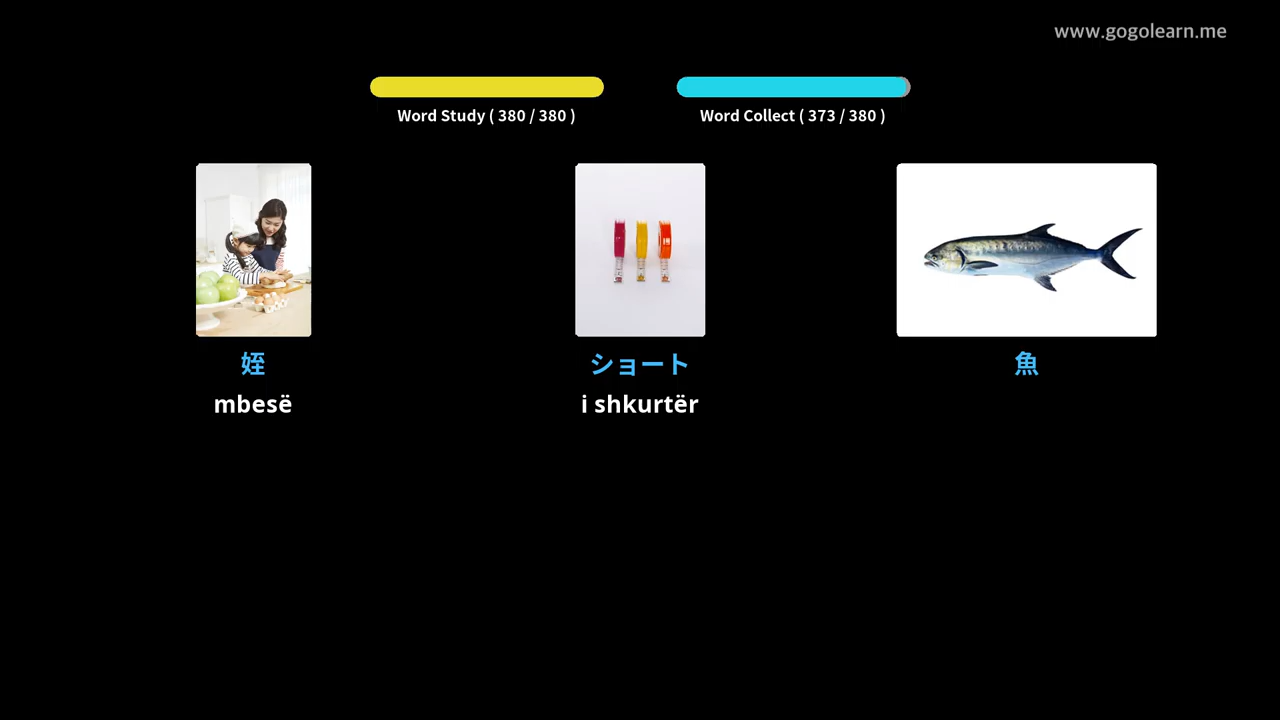 www.gogolearn.me
Word Study ( 380 / 380 )
Word Collect ( 373 / 380 )
姪
ショート
魚
mbesë
i shkurtër